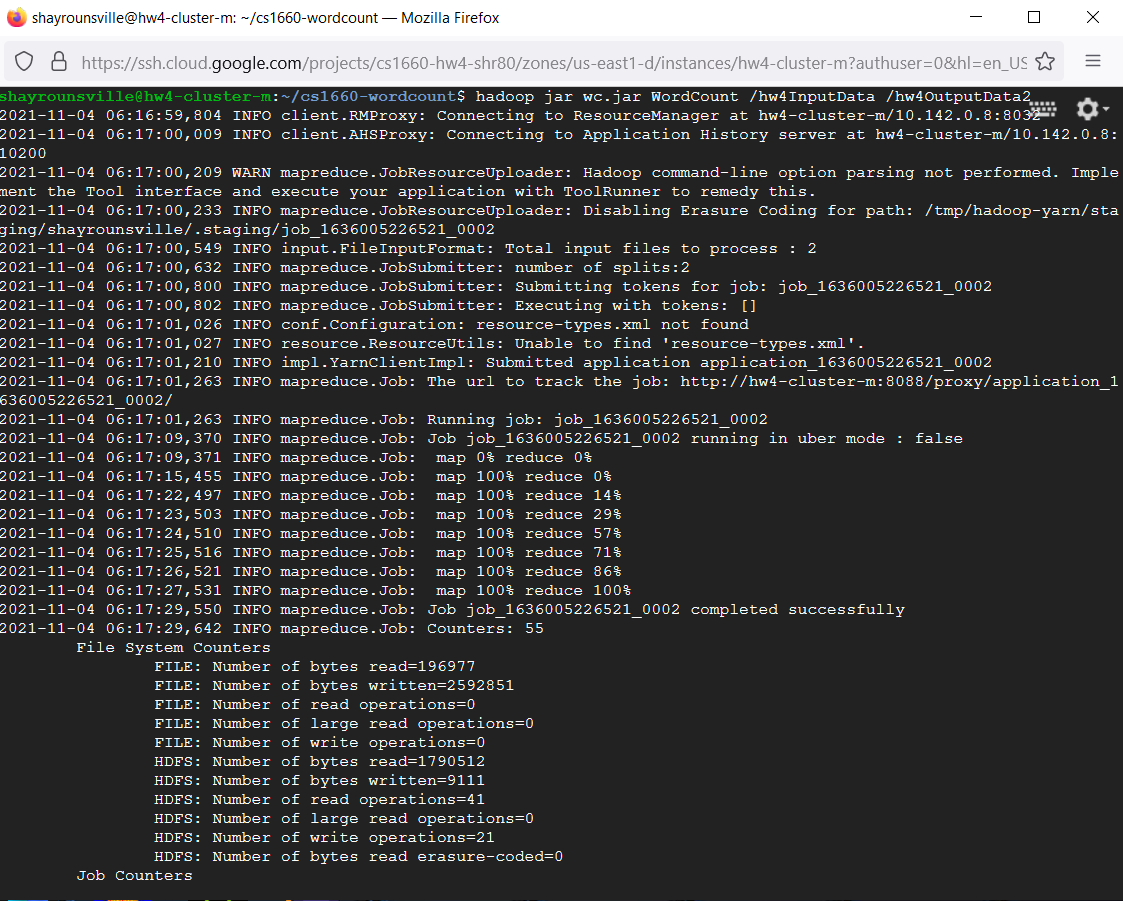 shayrounsville@hw4-cluster-m: ~/cs1660-wordcount — Mozilla Firefox
https://ssh.cloud.google.com/projects/cs1660-hw4-shr80/zones/us-east1-d/instances/hw4-cluster-m?authuser=0&hl=en_US
shayrounsville@hw4-cluster-m:~/cs1660-wordcount$ hadoop jar wc.jar WordCount /hw4InputData /hw4OutputData2
2021-11-04 06:16:59,804 INFO client.RMProxy: Connecting to ResourceManager at hw4-cluster-m/10.142.0.8:8032
2021-11-04 06:17:00,009 INFO client.AHSProxy: Connecting to Application History server at hw4-cluster-m/10.142.0.8:
10200
2021-11-04 06:17:00,209 WARN mapreduce.JobResourceUploader: Hadoop command-line option parsing not performed. Imple
ment the Tool interface and execute your application with ToolRunner to remedy this.
2021-11-04 06:17:00,233 INFO mapreduce.JobResourceUploader: Disabling Erasure Coding for path: /tmp/hadoop-yarn/sta
ging/shayrounsville/.staging/job_1636005226521_0002
2021-11-04 06:17:00,549 INFO input.FileInputFormat: Total input files to process : 2
2021-11-04 06:17:00,632 INFO mapreduce.JobSubmitter: number of splits:2
2021-11-04 06:17:00,800 INFO mapreduce.JobSubmitter: Submitting tokens for job: job_1636005226521_0002
2021-11-04 06:17:00,802 INFO mapreduce.JobSubmitter: Executing with tokens: []
2021-11-04 06:17:01,026 INFO conf.Configuration: resource-types.xml not found
2021-11-04 06:17:01,027 INFO resource.ResourceUtils: Unable to find 'resource-types.xml'.
2021-11-04 06:17:01,210 INFO impl.YarnClientImpl: Submitted application application_1636005226521_0002
2021-11-04 06:17:01,263 INFO mapreduce.Job: The url to track the job: http://hw4-cluster-m:8088/proxy/application_1
636005226521_0002/
2021-11-04 06:17:01,263 INFO mapreduce.Job: Running job: job_1636005226521_0002
2021-11-04 06:17:09,370 INFO mapreduce.Job: Job job_1636005226521_0002 running in uber mode : false
2021-11-04 06:17:09,371 INFO mapreduce.Job:  map 0% reduce 0%
2021-11-04 06:17:15,455 INFO mapreduce.Job:  map 100% reduce 0%
2021-11-04 06:17:22,497 INFO mapreduce.Job:  map 100% reduce 14%
2021-11-04 06:17:23,503 INFO mapreduce.Job:  map 100% reduce 29%
2021-11-04 06:17:24,510 INFO mapreduce.Job:  map 100% reduce 57%
2021-11-04 06:17:25,516 INFO mapreduce.Job:  map 100% reduce 71%
2021-11-04 06:17:26,521 INFO mapreduce.Job:  map 100% reduce 86%
2021-11-04 06:17:27,531 INFO mapreduce.Job:  map 100% reduce 100%
2021-11-04 06:17:29,550 INFO mapreduce.Job: Job job_1636005226521_0002 completed successfully
2021-11-04 06:17:29,642 INFO mapreduce.Job: Counters: 55
File System Counters
FILE: Number of bytes read=196977
FILE: Number of bytes written=2592851
FILE: Number of read operations=0
FILE: Number of large read operations=0
FILE: Number of write operations=0
HDFS: Number of bytes read=1790512
HDFS: Number of bytes written=9111
HDFS: Number of read operations=41
HDFS: Number of large read operations=0
HDFS: Number of write operations=21
HDFS: Number of bytes read erasure-coded=0
Job Counters